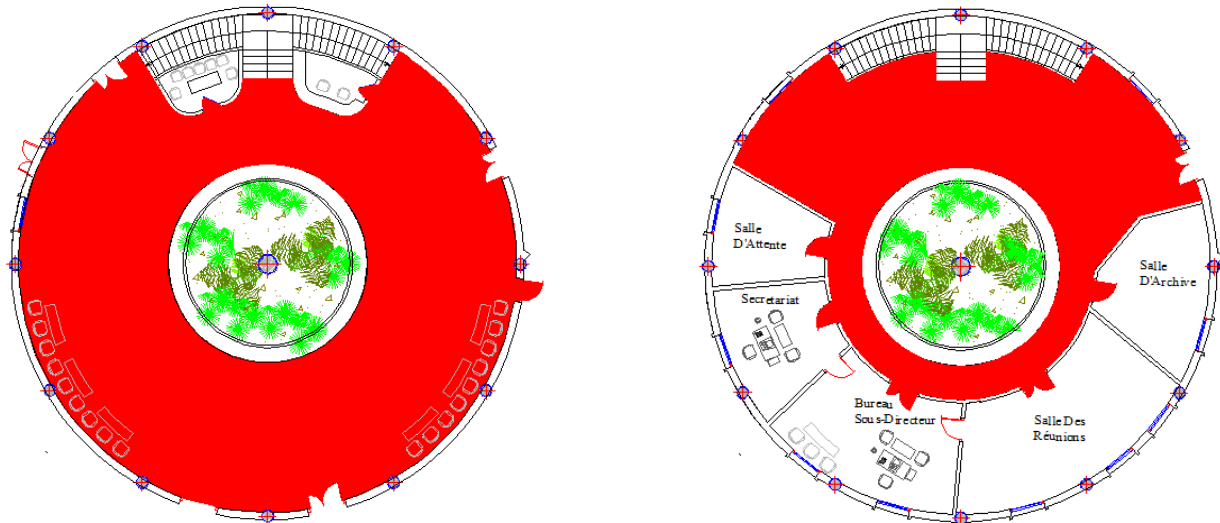 Salle
D'Attente
Salle
D'Archive
Secretariat
Bureau
Sous-Directeur
Salle Des
Réunions